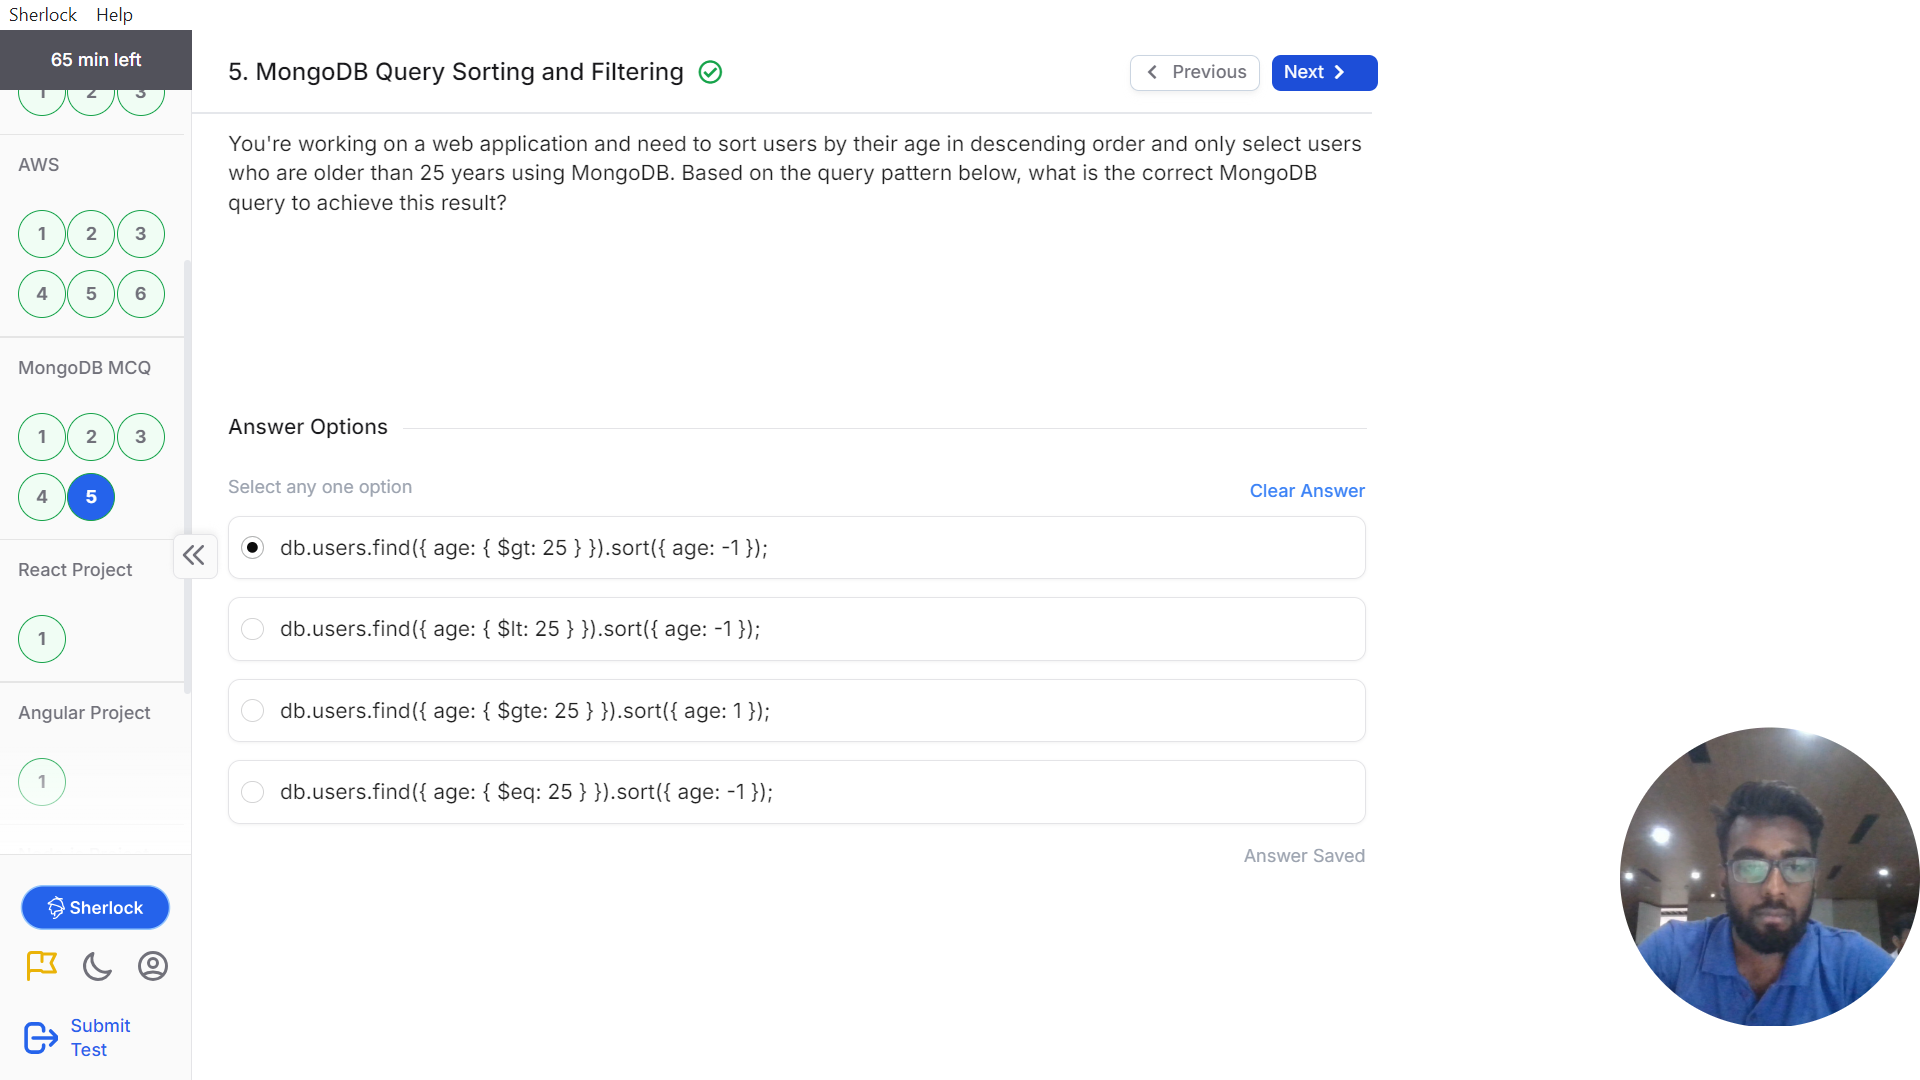 Sherlock Help
65 min left
1 2 3
AWS
1 2 3
4 5 6
MongoDB MCQ
1 2 3
4 5
React Project
1
Angular Project
1
Sherlock
Submit
Test
5. MongoDB Query Sorting and Filtering
Previous
Next
You're working on a web application and need to sort users by their age in descending order and only select users
who are older than 25 years using MongoDB. Based on the query pattern below, what is the correct MongoDB
query to achieve this result?
Answer Options
Select any one option
Clear Answer
db.users.find({ age: { $gt: 25 } }).sort({ age: -1 });
db.users.find({ age: { $lt: 25 } }).sort({ age: -1 });
db.users.find({ age: { $gte: 25 } }).sort({ age: 1 });
db.users.find({ age: { $eq: 25 } }).sort({ age: -1 });
Answer Saved